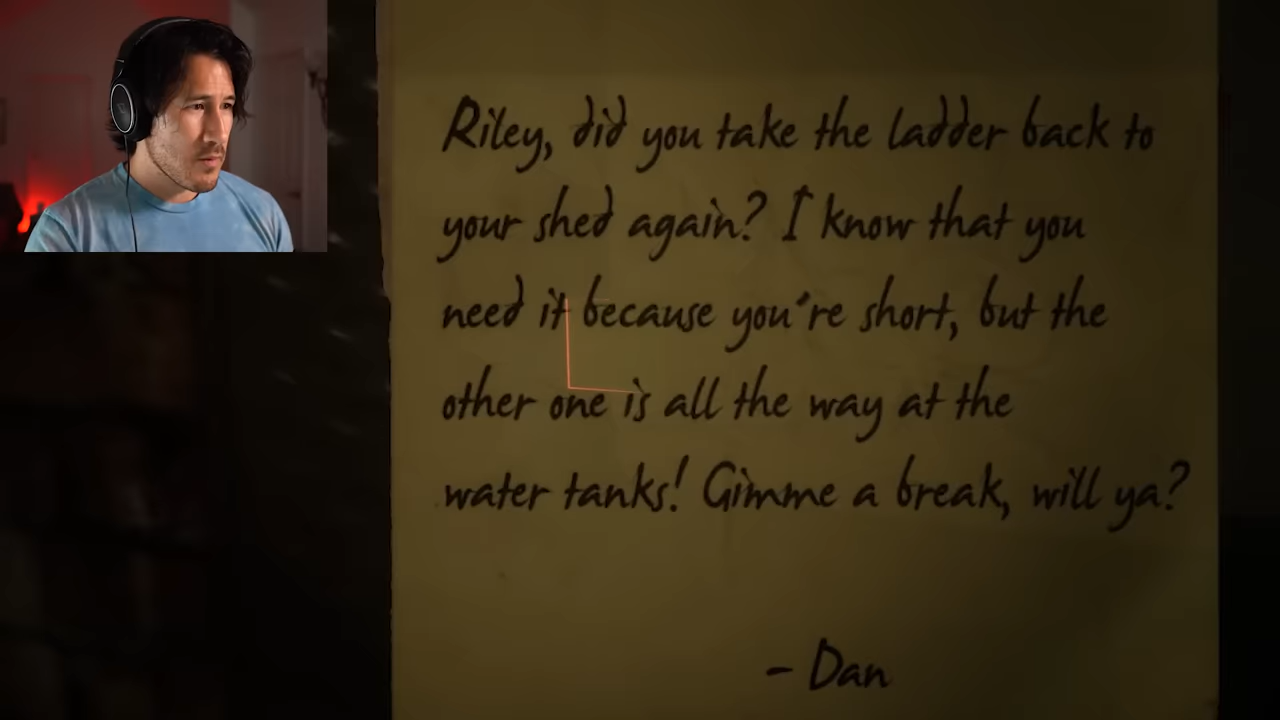 Riley, did you take the ladder back to
your shed again? I know that you
need it because you're short, but the
other one is all the way at the
water tanks! Gimme a break, will ya?
- Dan